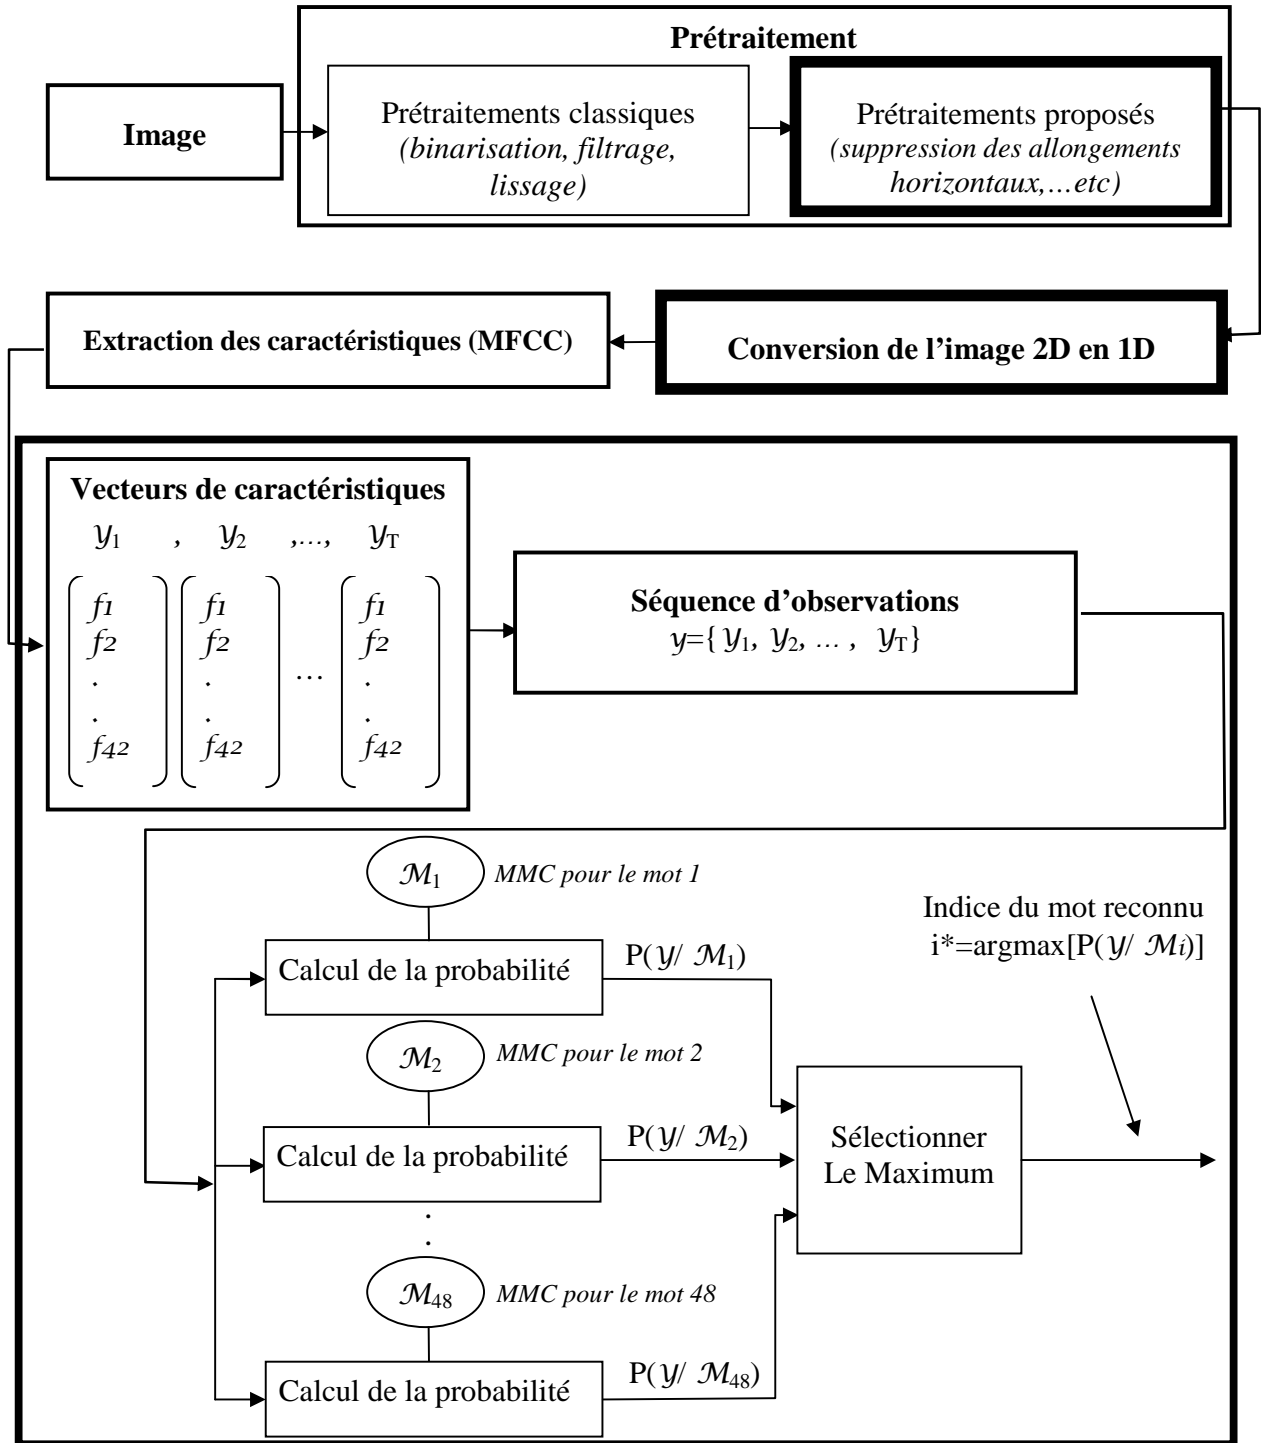 Prétraitement
Image
Prétraitements classiques
(binarisation, filtrage,
lissage)
Prétraitements proposés
(suppression des allongements
horizontaux,…etc)
Extraction des caractéristiques (MFCC)
Conversion de l’image 2D en 1D
Vecteurs de caractéristiques
𝒴1 , 𝒴2 ,…, 𝒴T
f1 f1 f1
f2 f2 f2
. . … .
. . .
f42 f42 f42
Séquence d’observations
y={ 𝒴1, 𝒴2, … , 𝒴T}
ℳ1 MMC pour le mot 1
Calcul de la probabilité
P(𝒴/ ℳ1)
Indice du mot reconnu
i*=argmax[P(𝒴/ ℳi)]
ℳ2 MMC pour le mot 2
Calcul de la probabilité
P(𝒴/ ℳ2)
Sélectionner
Le Maximum
.
.
ℳ48 MMC pour le mot 48
Calcul de la probabilité
P(𝒴/ ℳ48)